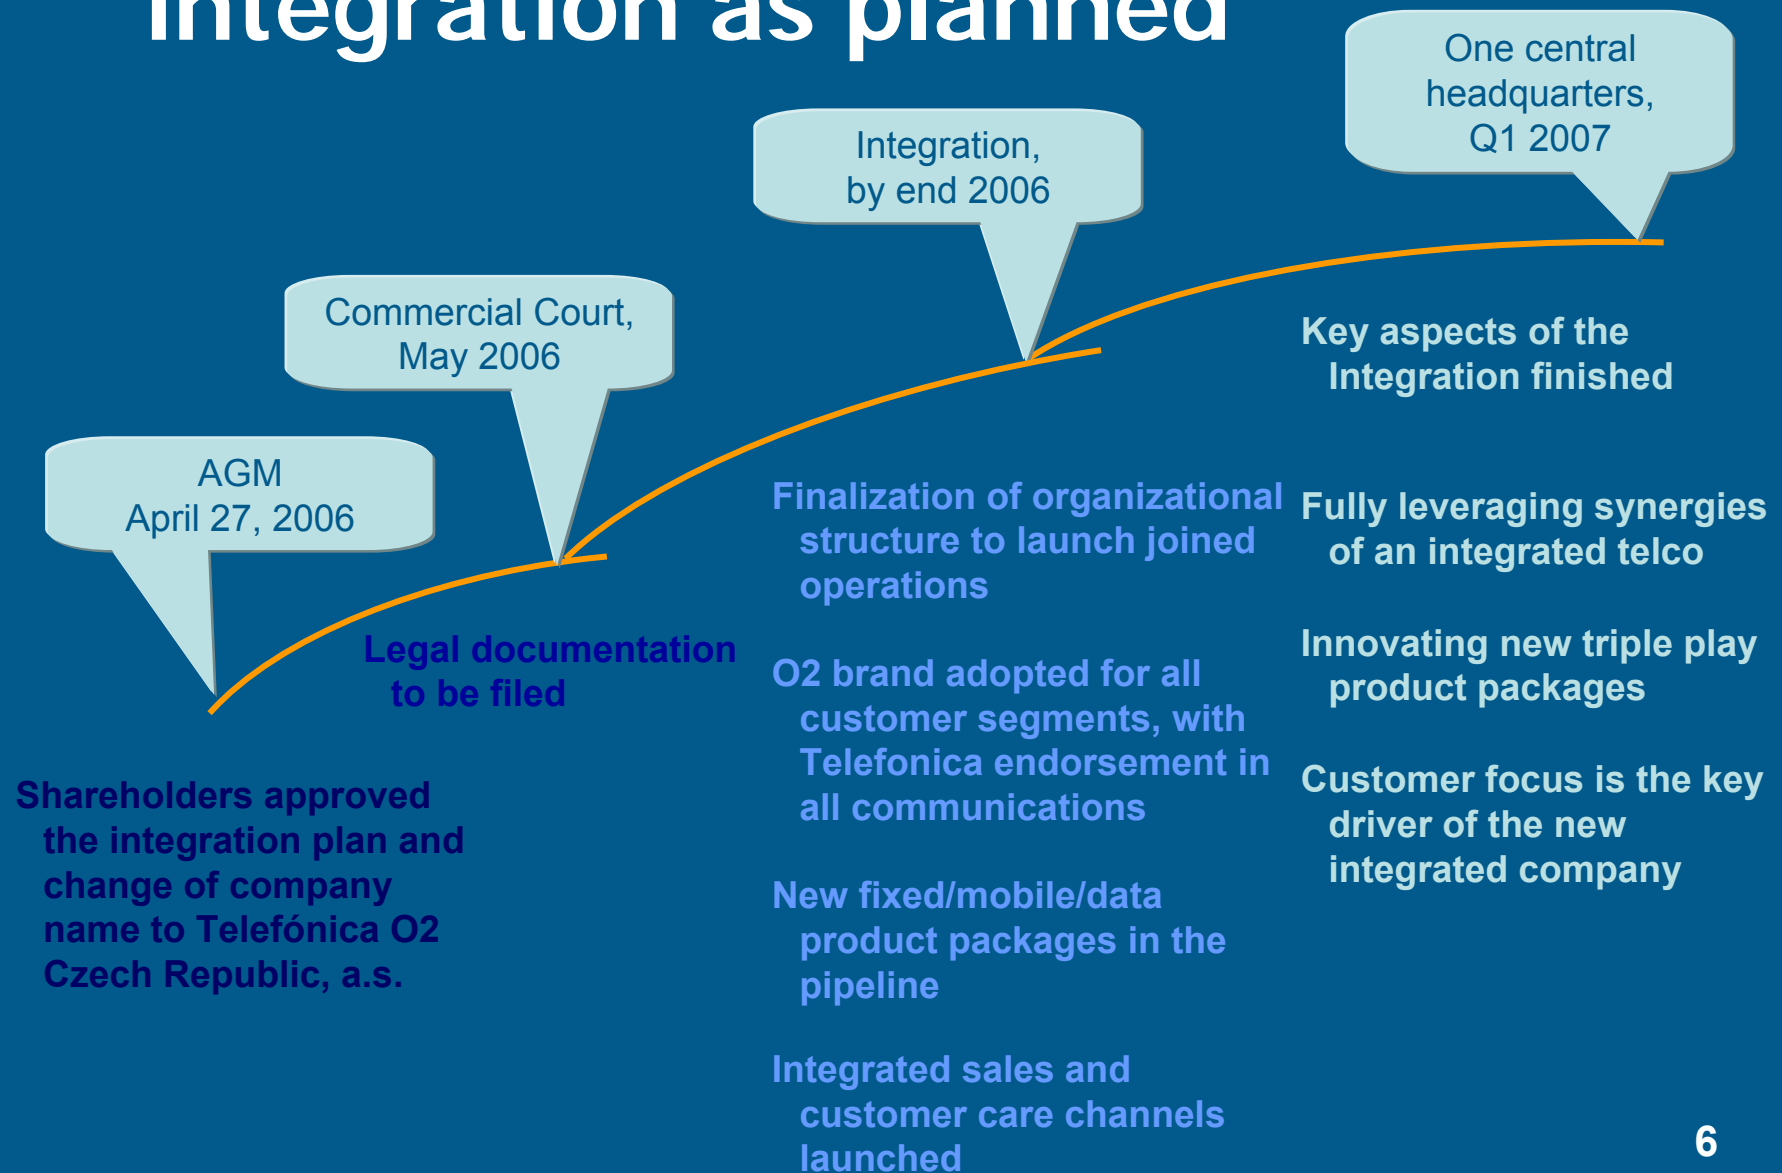 integration as planned
One central
headquarters,
Q1 2007
Integration,
by end 2006
Commercial Court,
May 2006
AGM
April 27, 2006
Shareholders approved
the integration plan and
change of company
name to Telefónica O2
Czech Republic, a.s.
Legal documentation
to be filed
Finalization of organizational
structure to launch joined
operations
O2 brand adopted for all
customer segments, with
Telefonica endorsement in
all communications
New fixed/mobile/data
product packages in the
pipeline
Integrated sales and
customer care channels
launched
Key aspects of the
Integration finished
Fully leveraging synergies
of an integrated telco
Innovating new triple play
product packages
Customer focus is the key
driver of the new
integrated company
6